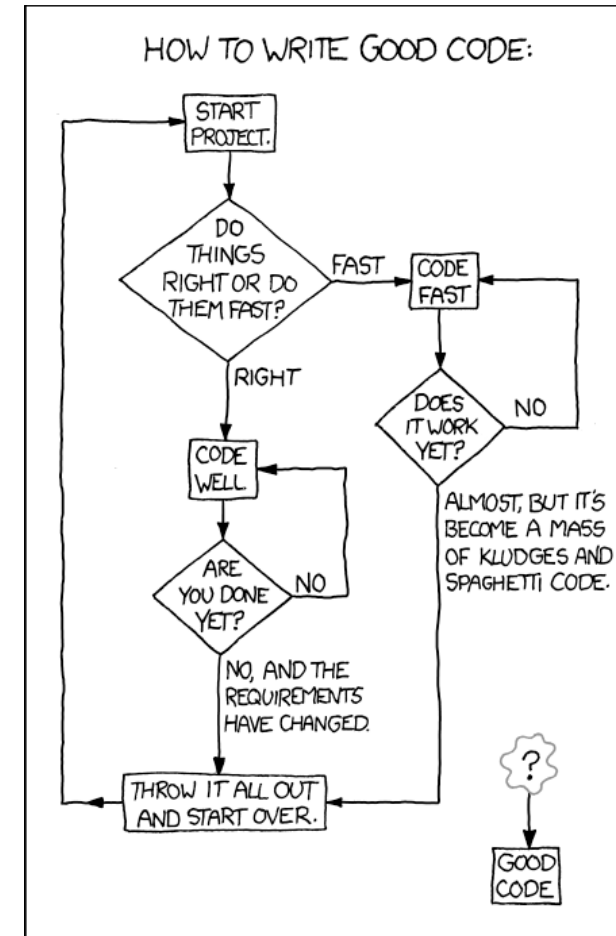 HOW TO WRITE GOOD CODE:
START
PROJECT.
DO
THINGS
RIGHT OR DO
THEM FAST?
FAST
CODE
FAST
RIGHT
DOES
IT WORK
YET?
NO
CODE
WELL.
ALMOST, BUT IT'S
BECOME A MASS
OF KLUDGES AND
SPAGHETTI CODE.
ARE
YOU DONE
YET?
NO
NO, AND THE
REQUIREMENTS
HAVE CHANGED.
THROW IT ALL OUT
AND START OVER.
?
GOOD
CODE